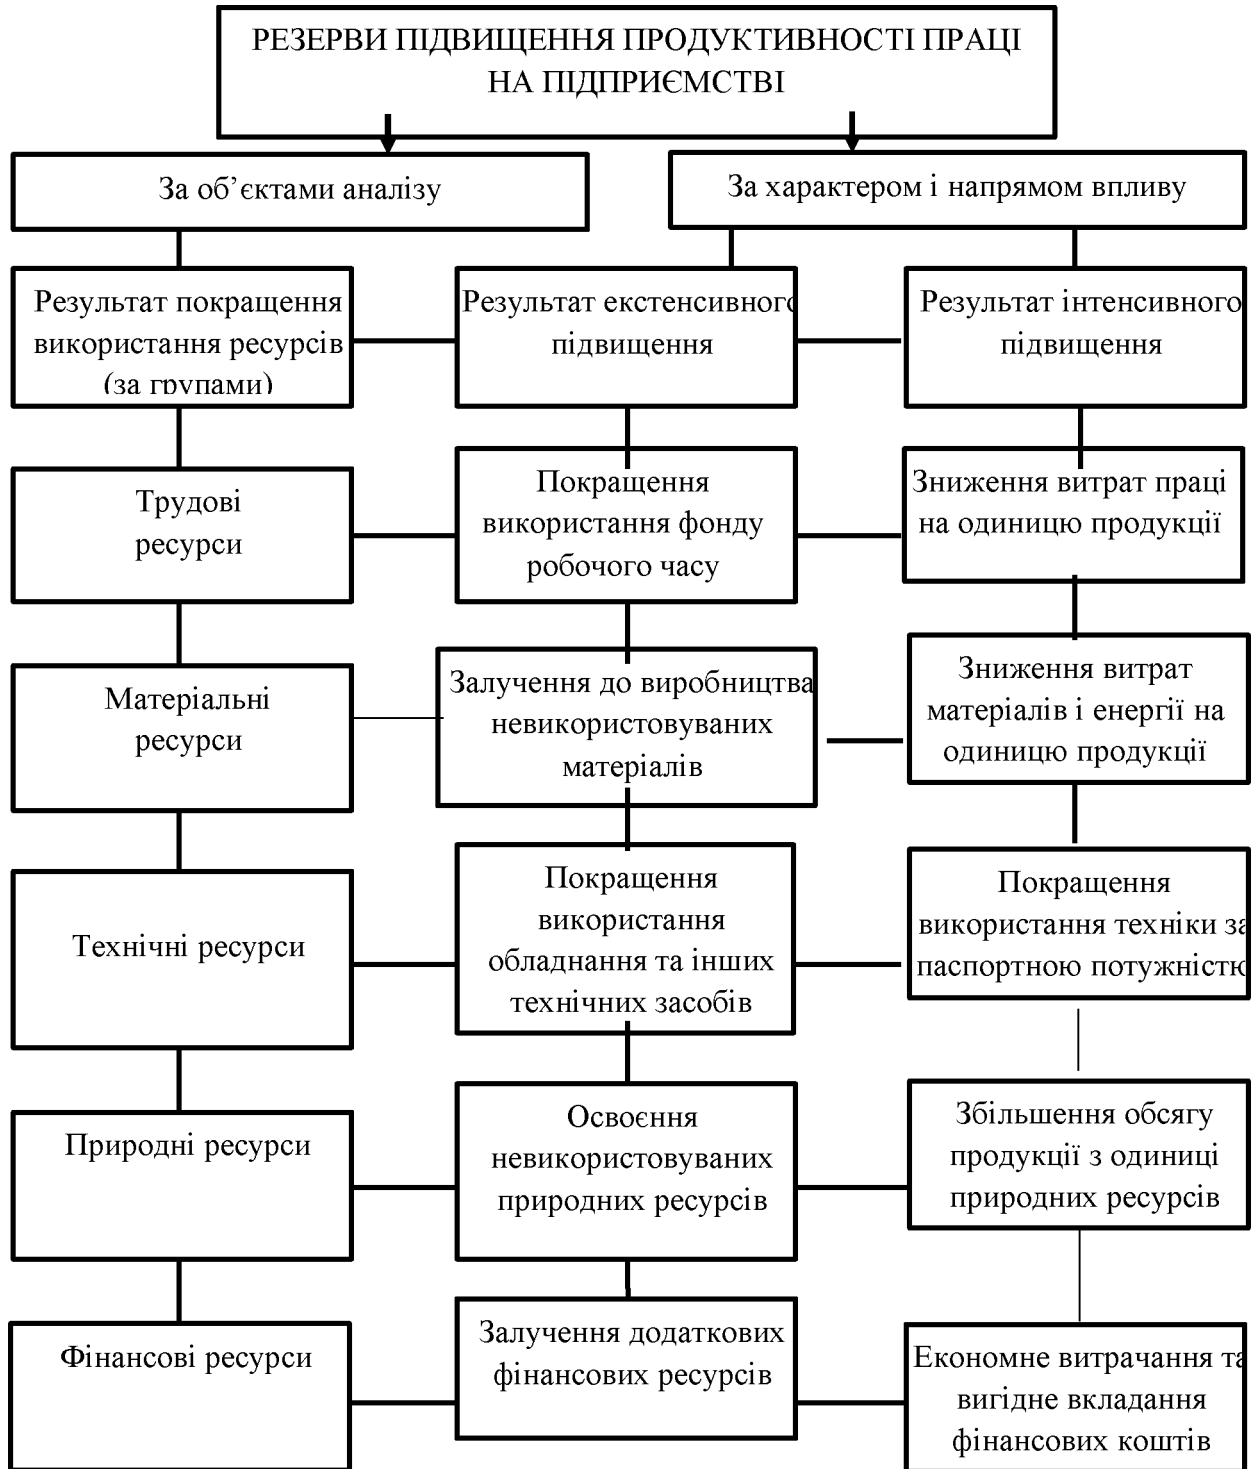 РЕЗЕРВИ ПІДВИЩЕННЯ ПРОДУКТИВНОСТІ ПРАЦІ
НА ПІДПРИЄМСТВІ
За об’єктами аналізу
За характером і напрямом впливу
Результат покращення
використання ресурсів
(за групами)
Результат екстенсивного
підвищення
Результат інтенсивного
підвищення
Трудові
ресурси
Покращення
використання фонду
робочого часу
Зниження витрат праці
на одиницю продукції
Матеріальні
ресурси
Залучення до виробництва
невикористовуваних
матеріалів
Зниження витрат
матеріалів і енергії на
одиницю продукції
Технічні ресурси
Покращення
використання
обладнання та інших
технічних засобів
Покращення
використання техніки за
паспортною потужністю
Природні ресурси
Освоєння
невикористовуваних
природних ресурсів
Збільшення обсягу
продукції з одиниці
природних ресурсів
Фінансові ресурси
Залучення додаткових
фінансових ресурсів
Економне витрачання та
вигідне вкладання
фінансових коштів